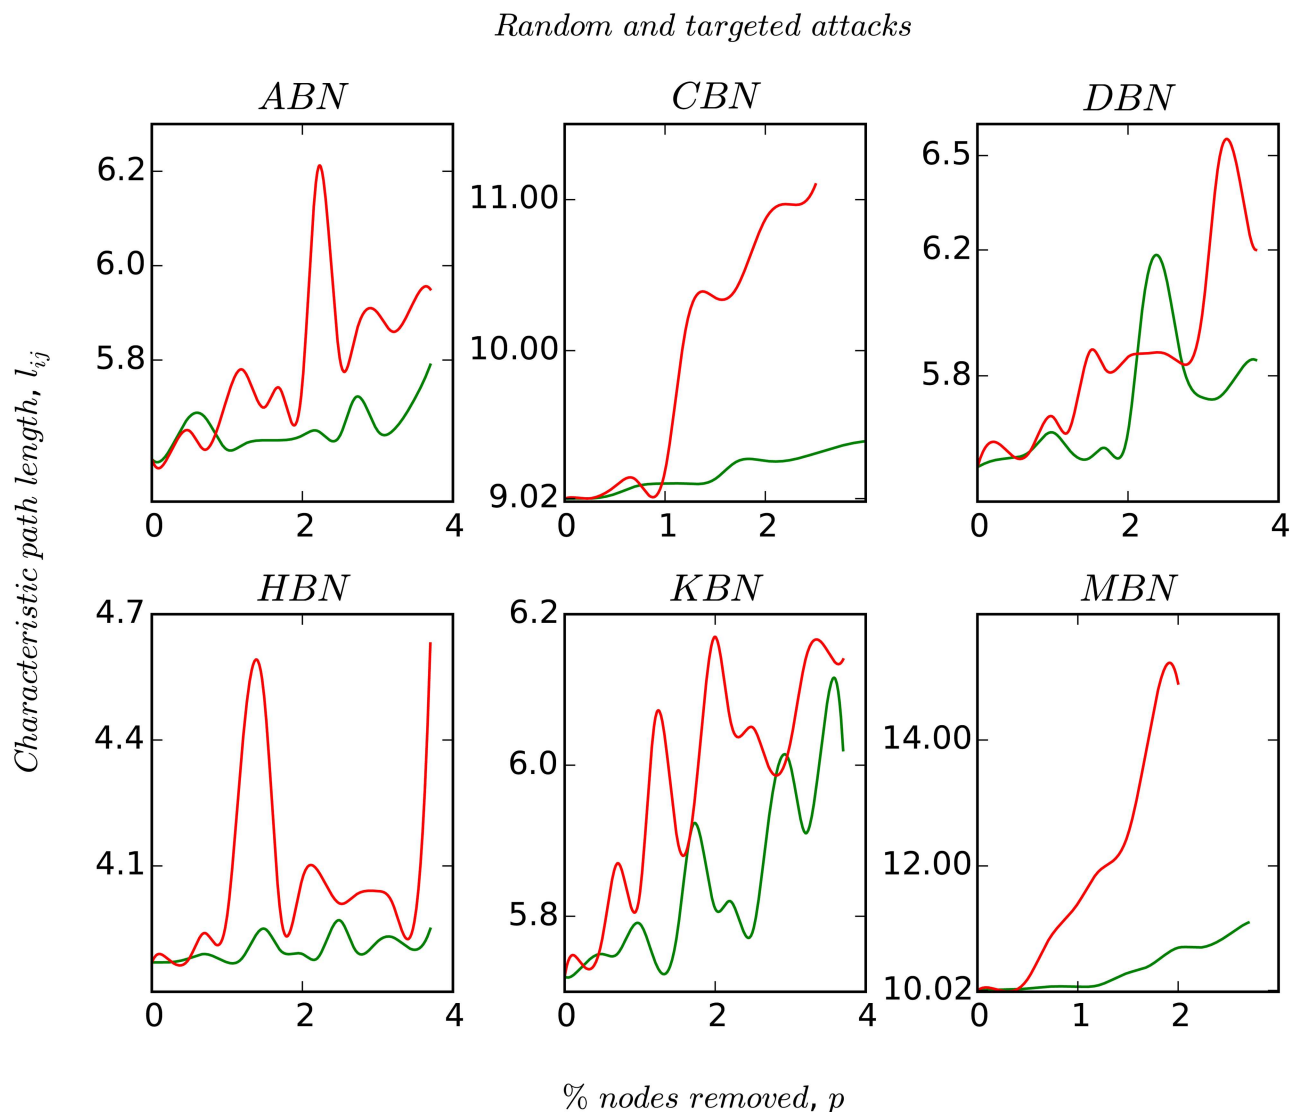 Random and targeted attacks
ABN
CBN
DBN
6.2
6.0
5.8
0 2 4
11.00
10.00
9.02
0 1 2
6.5
6.2
5.8
0 2 4
Characteristic path length, l_{ij}
HBN
KBN
MBN
4.7
4.4
4.1
0 2 4
6.2
6.0
5.8
0 2 4
14.00
12.00
10.02
0 1 2
% nodes removed, p